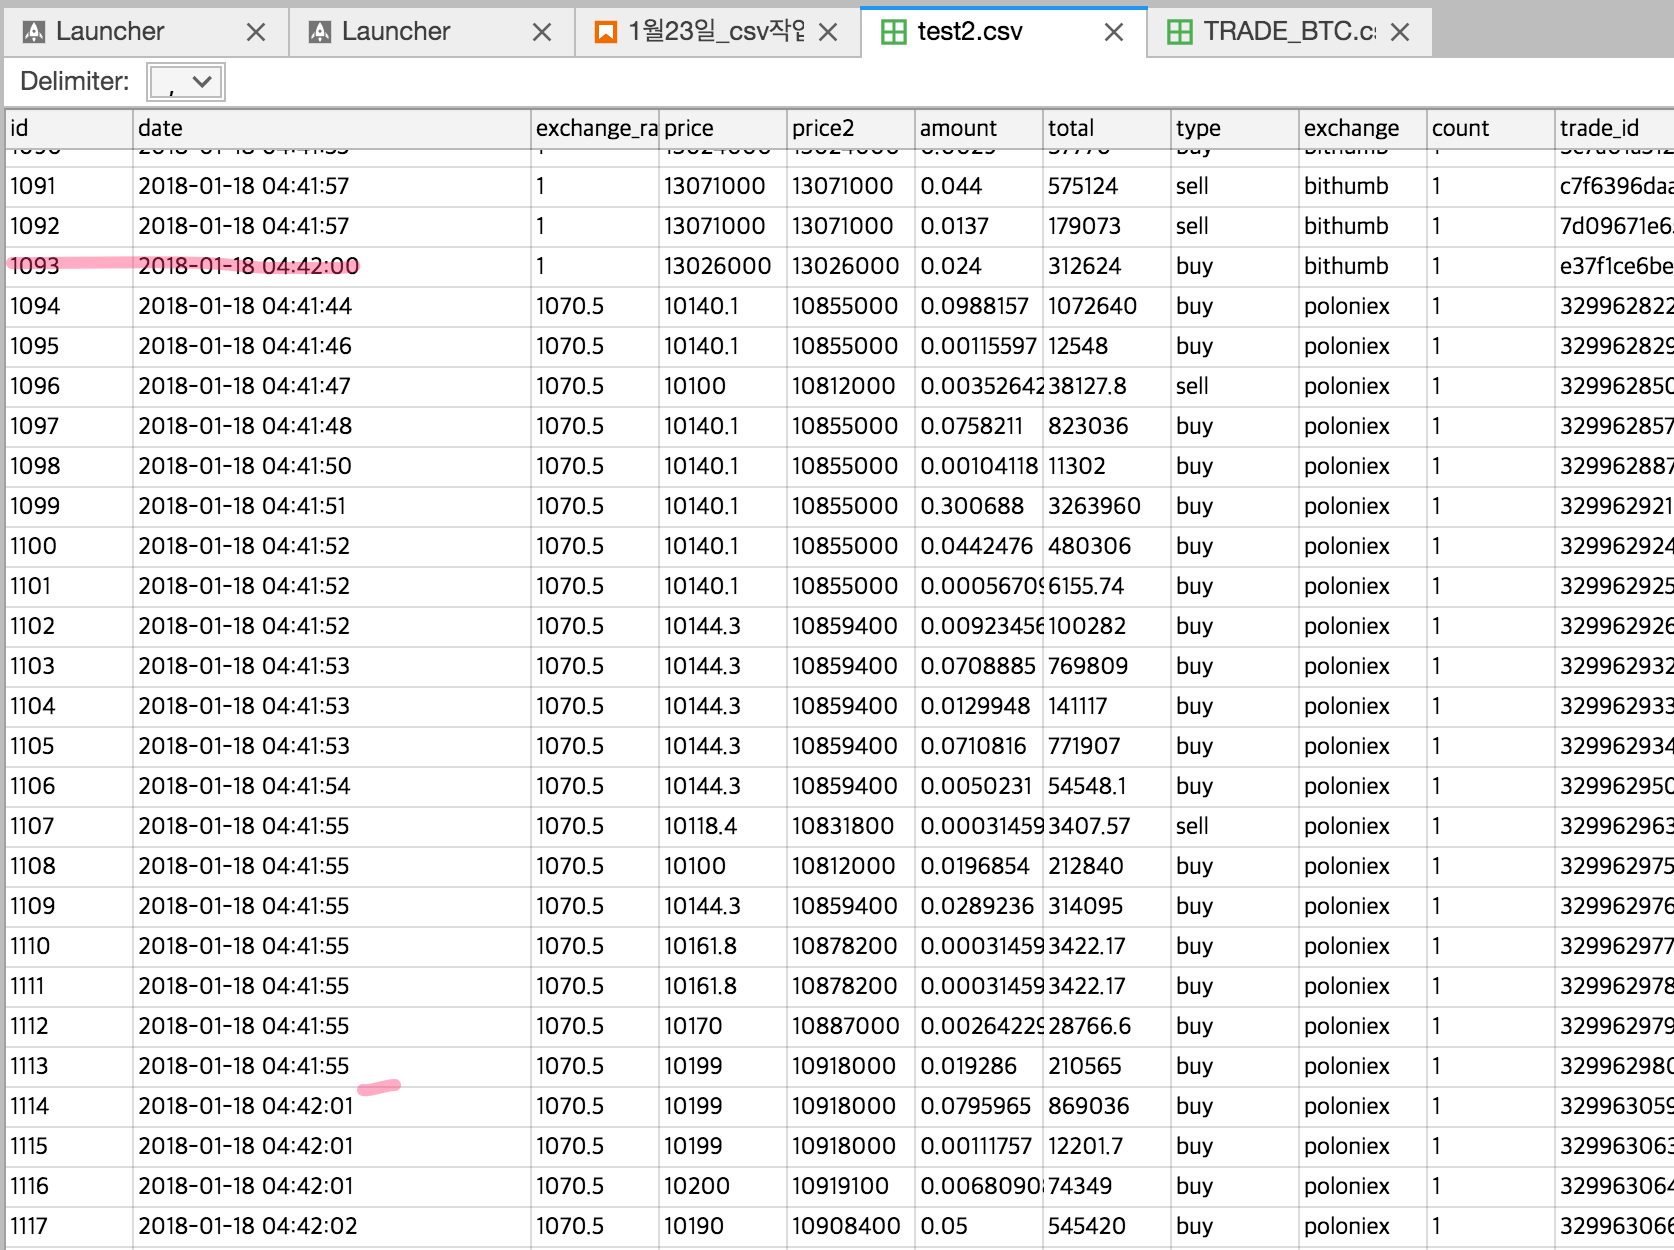 Launcher Launcher 1월23일_csv작업 test2.csv TRADE_BTC.cs
Delimiter: ,
id date exchange_ra price price2 amount total type exchange count trade_id
1091 2018-01-18 04:41:57 1 13071000 13071000 0.044 575124 sell bithumb 1 c7f6396daa
1092 2018-01-18 04:41:57 1 13071000 13071000 0.0137 179073 sell bithumb 1 7d09671e6
1093 2018-01-18 04:42:00 1 13026000 13026000 0.024 312624 buy bithumb 1 e37f1ce6be
1094 2018-01-18 04:41:44 1070.5 10140.1 10855000 0.0988157 1072640 buy poloniex 1 329962822
1095 2018-01-18 04:41:46 1070.5 10140.1 10855000 0.00115597 12548 buy poloniex 1 329962829
1096 2018-01-18 04:41:47 1070.5 10100 10812000 0.00352642 38127.8 sell poloniex 1 329962850
1097 2018-01-18 04:41:48 1070.5 10140.1 10855000 0.0758211 823036 buy poloniex 1 329962857
1098 2018-01-18 04:41:50 1070.5 10140.1 10855000 0.00104118 11302 buy poloniex 1 329962887
1099 2018-01-18 04:41:51 1070.5 10140.1 10855000 0.300688 3263960 buy poloniex 1 329962921
1100 2018-01-18 04:41:52 1070.5 10140.1 10855000 0.0442476 480306 buy poloniex 1 329962924
1101 2018-01-18 04:41:52 1070.5 10140.1 10855000 0.00056709 6155.74 buy poloniex 1 329962925
1102 2018-01-18 04:41:52 1070.5 10144.3 10859400 0.00923456 100282 buy poloniex 1 329962926
1103 2018-01-18 04:41:53 1070.5 10144.3 10859400 0.0708885 769809 buy poloniex 1 329962932
1104 2018-01-18 04:41:53 1070.5 10144.3 10859400 0.0129948 141117 buy poloniex 1 329962933
1105 2018-01-18 04:41:53 1070.5 10144.3 10859400 0.0710816 771907 buy poloniex 1 329962934
1106 2018-01-18 04:41:54 1070.5 10144.3 10859400 0.0050231 54548.1 buy poloniex 1 329962950
1107 2018-01-18 04:41:55 1070.5 10118.4 10831800 0.00031459 3407.57 sell poloniex 1 329962963
1108 2018-01-18 04:41:55 1070.5 10100 10812000 0.0196854 212840 buy poloniex 1 329962975
1109 2018-01-18 04:41:55 1070.5 10144.3 10859400 0.0289236 314095 buy poloniex 1 329962976
1110 2018-01-18 04:41:55 1070.5 10161.8 10878200 0.00031459 3422.17 buy poloniex 1 329962977
1111 2018-01-18 04:41:55 1070.5 10161.8 10878200 0.00031459 3422.17 buy poloniex 1 329962978
1112 2018-01-18 04:41:55 1070.5 10170 10887000 0.00264229 28766.6 buy poloniex 1 329962979
1113 2018-01-18 04:41:55 1070.5 10199 10918000 0.019286 210565 buy poloniex 1 329962980
1114 2018-01-18 04:42:01 1070.5 10199 10918000 0.0795965 869036 buy poloniex 1 329963059
1115 2018-01-18 04:42:01 1070.5 10199 10918000 0.00111757 12201.7 buy poloniex 1 329963063
1116 2018-01-18 04:42:01 1070.5 10200 10919100 0.0068090 74349 buy poloniex 1 329963064
1117 2018-01-18 04:42:02 1070.5 10190 10908400 0.05 545420 buy poloniex 1 329963066